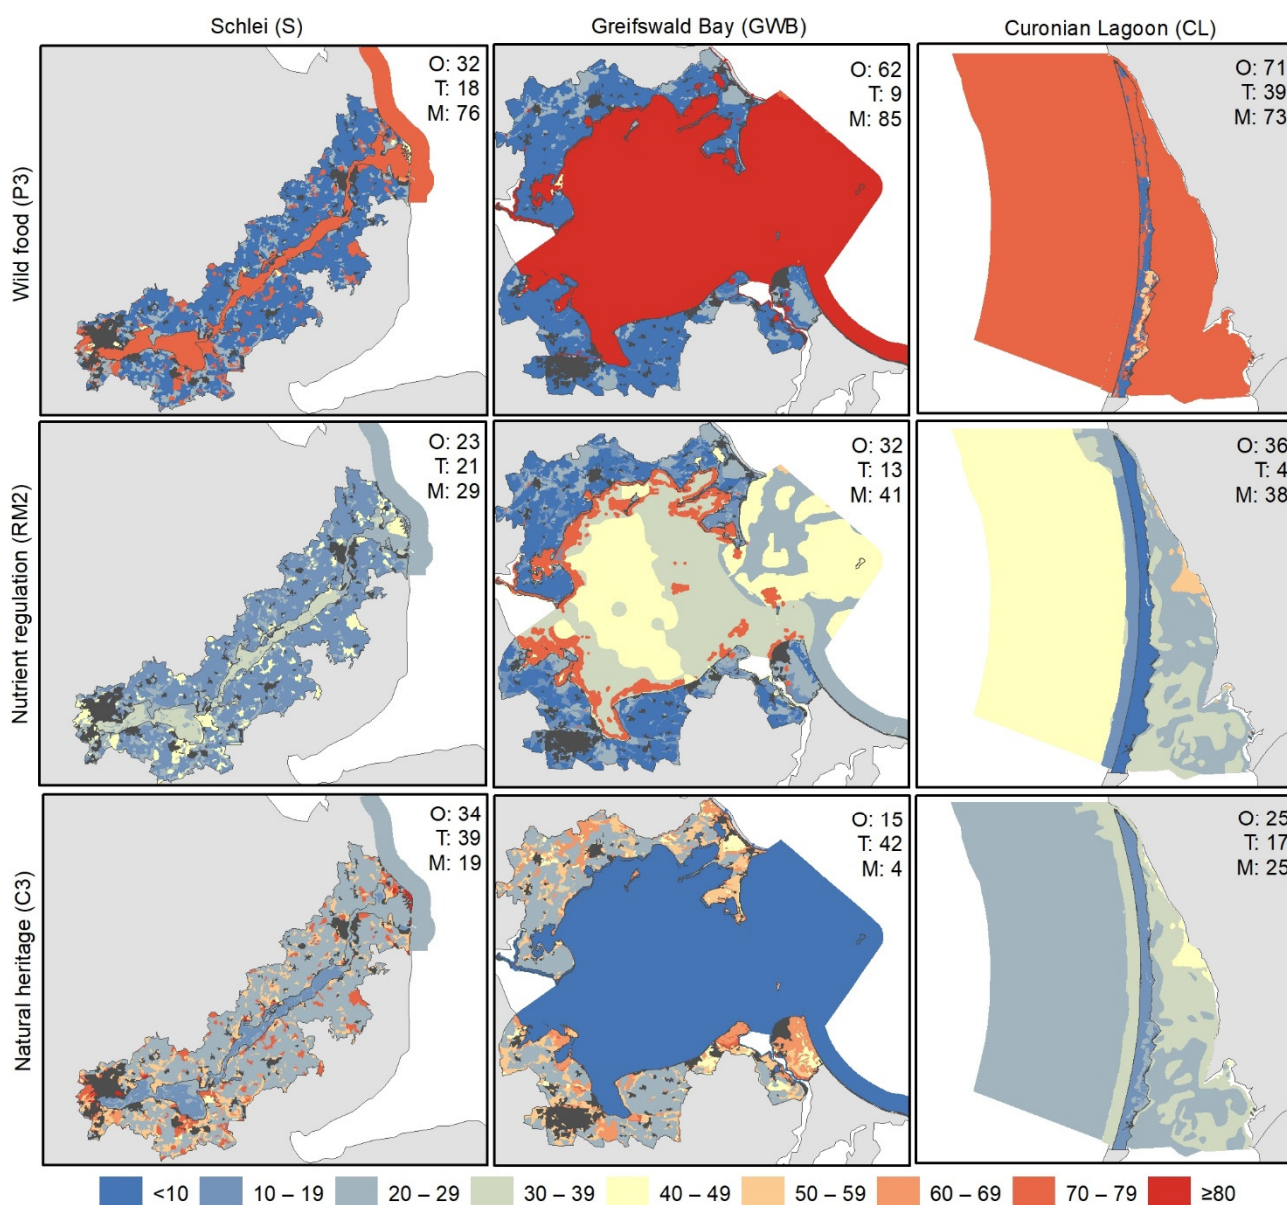 Schlei (S)
Greifswald Bay (GWB)
Curonian Lagoon (CL)
Wild food (P3)
O: 32
T: 18
M: 76
O: 62
T: 9
M: 85
O: 71
T: 39
M: 73
Nutrient regulation (RM2)
O: 23
T: 21
M: 29
O: 32
T: 13
M: 41
O: 36
T: 4
M: 38
Natural heritage (C3)
O: 34
T: 39
M: 19
O: 15
T: 42
M: 4
O: 25
T: 17
M: 25
<10 10 – 19 20 – 29 30 – 39 40 – 49 50 – 59 60 – 69 70 – 79 ≥80